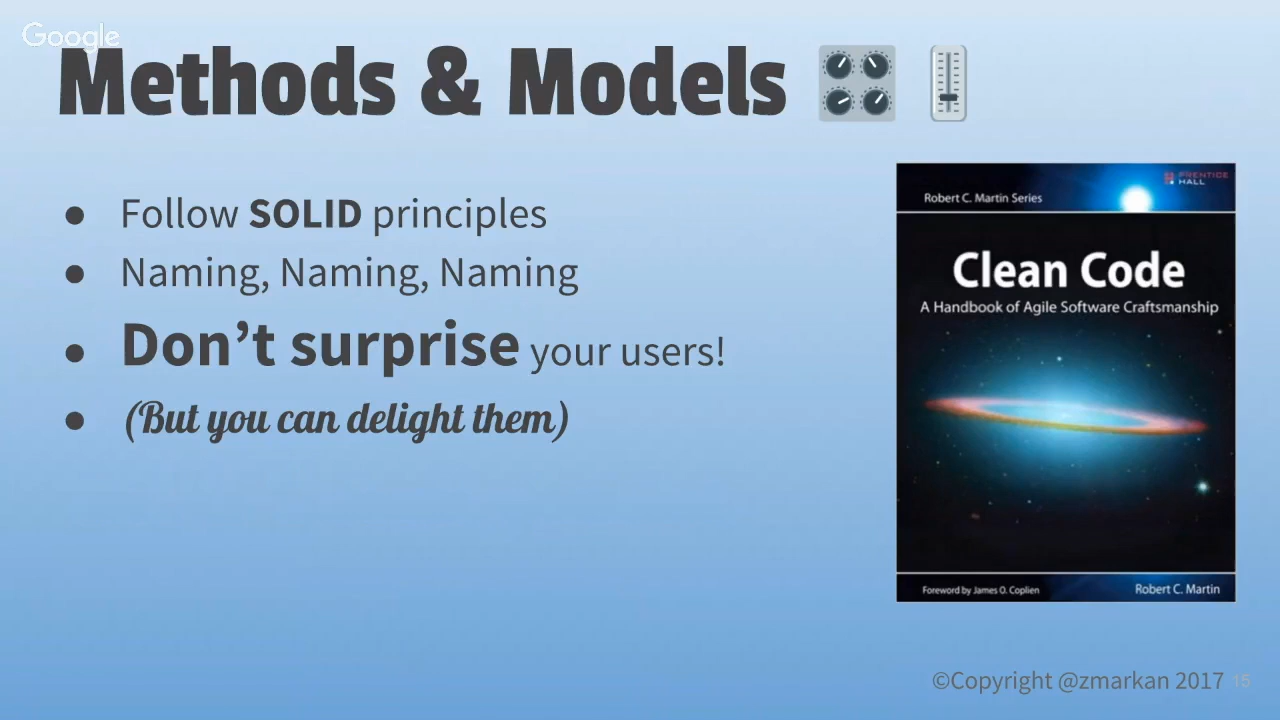 Google
Methods & Models
● Follow SOLID principles
● Naming, Naming, Naming
● Don’t surprise your users!
● (But you can delight them)
PRENTICE
HALL
Robert C. Martin Series
Clean Code
A Handbook of Agile Software Craftsmanship
Foreword by James O. Coplien
Robert C. Martin
©Copyright @zmarkan 2017 15